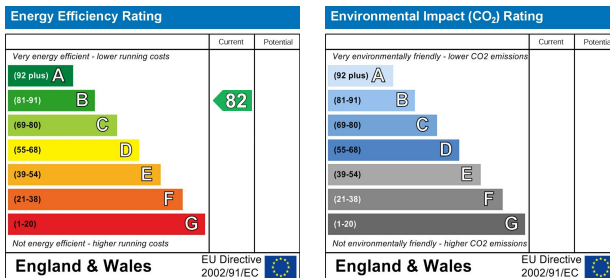 Energy Efficiency Rating
Current Potential
Very energy efficient - lower running costs
(92 plus) A
(81-91) B
82
(69-80) C
(55-68) D
(39-54) E
(21-38) F
(1-20) G
Not energy efficient - higher running costs
England & Wales
EU Directive
2002/91/EC
Environmental Impact (CO₂) Rating
Current Potential
Very environmentally friendly - lower CO2 emissions
(92 plus) A
(81-91) B
(69-80) C
(55-68) D
(39-54) E
(21-38) F
(1-20) G
Not environmentally friendly - higher CO2 emissions
England & Wales
EU Directive
2002/91/EC